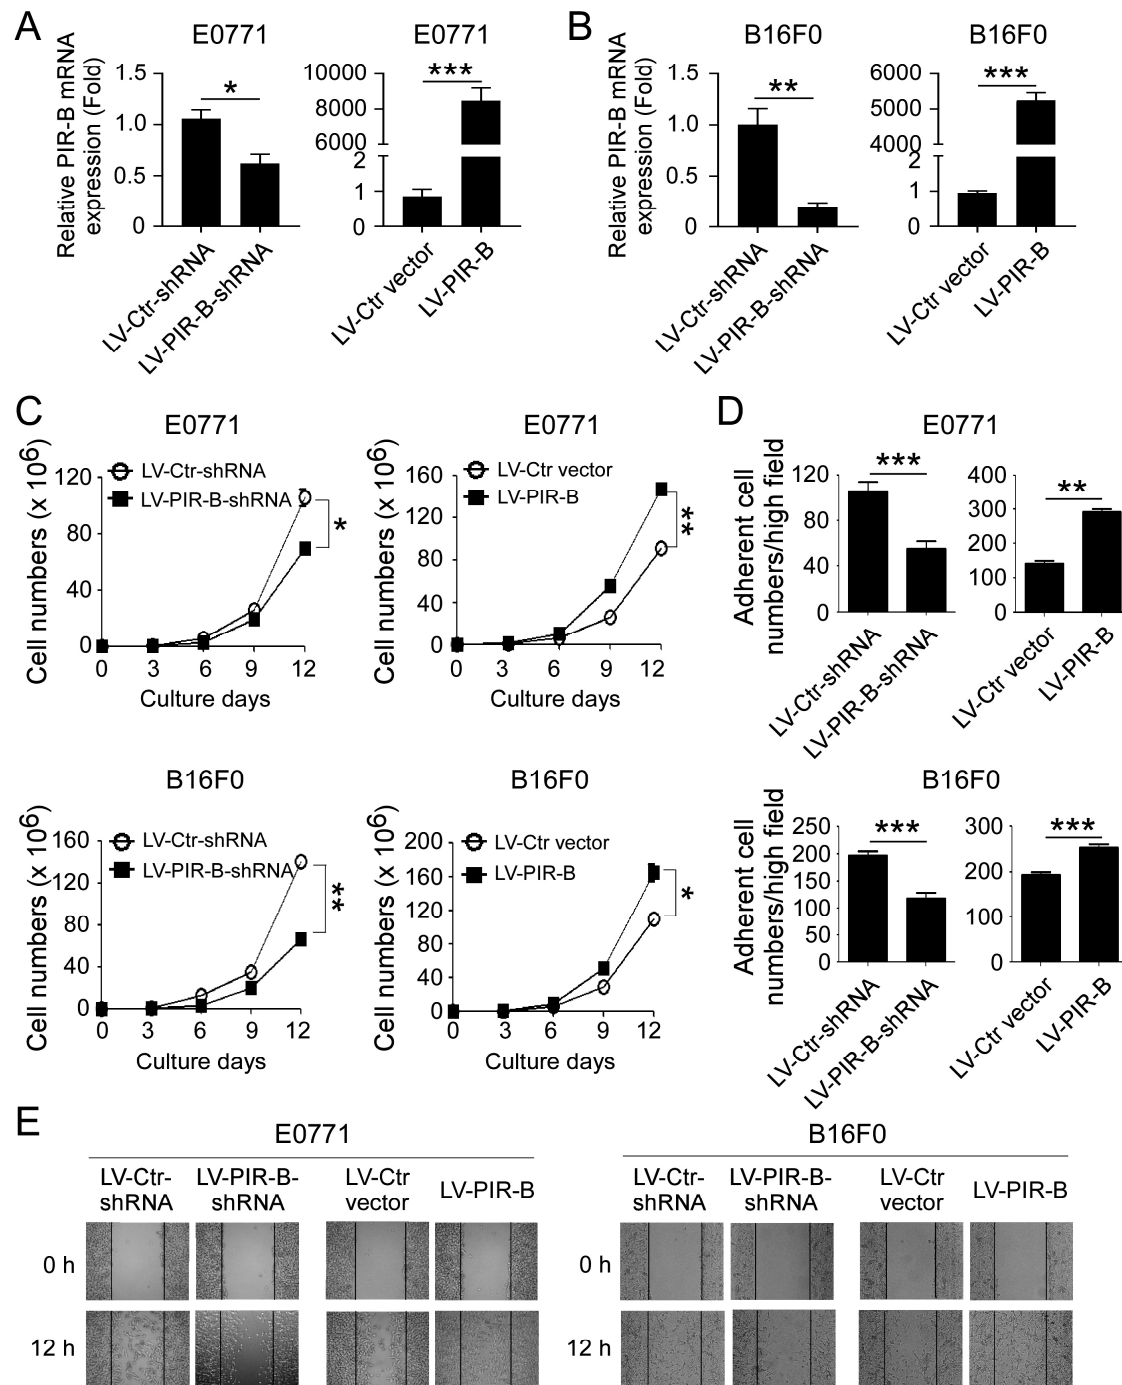 A
E0771
E0771
Relative PIR-B mRNA
expression (Fold)
1.5
1.0
0.5
0
*
LV-Ctr-shRNA
LV-PIR-B-shRNA
10000
8000
6000
2
1
0
***
LV-Ctr vector
LV-PIR-B
B
B16F0
B16F0
Relative PIR-B mRNA
expression (Fold)
1.5
1.0
0.5
0
**
LV-Ctr-shRNA
LV-PIR-B-shRNA
6000
5000
4000
2
1
0
***
LV-Ctr vector
LV-PIR-B
C
E0771
Cell numbers (x 10⁶)
120
80
40
0
LV-Ctr-shRNA
LV-PIR-B-shRNA
*
0 3 6 9 12
Culture days
E0771
Cell numbers (x 10⁶)
160
120
80
40
0
LV-Ctr vector
LV-PIR-B
**
0 3 6 9 12
Culture days
B16F0
Cell numbers (x 10⁶)
160
120
80
40
0
LV-Ctr-shRNA
LV-PIR-B-shRNA
**
0 3 6 9 12
Culture days
B16F0
Cell numbers (x 10⁶)
200
160
120
80
40
0
LV-Ctr vector
LV-PIR-B
*
0 3 6 9 12
Culture days
D
E0771
Adherent cell
numbers/high field
120
80
40
0
***
LV-Ctr-shRNA
LV-PIR-B-shRNA
400
300
200
100
0
**
LV-Ctr vector
LV-PIR-B
B16F0
Adherent cell
numbers/high field
250
200
150
100
50
0
***
LV-Ctr-shRNA
LV-PIR-B-shRNA
300
200
100
0
***
LV-Ctr vector
LV-PIR-B
E
E0771
B16F0
LV-Ctr-
shRNA
LV-PIR-B-
shRNA
LV-Ctr
vector
LV-PIR-B
LV-Ctr-
shRNA
LV-PIR-B-
shRNA
LV-Ctr
vector
LV-PIR-B
0 h
0 h
12 h
12 h